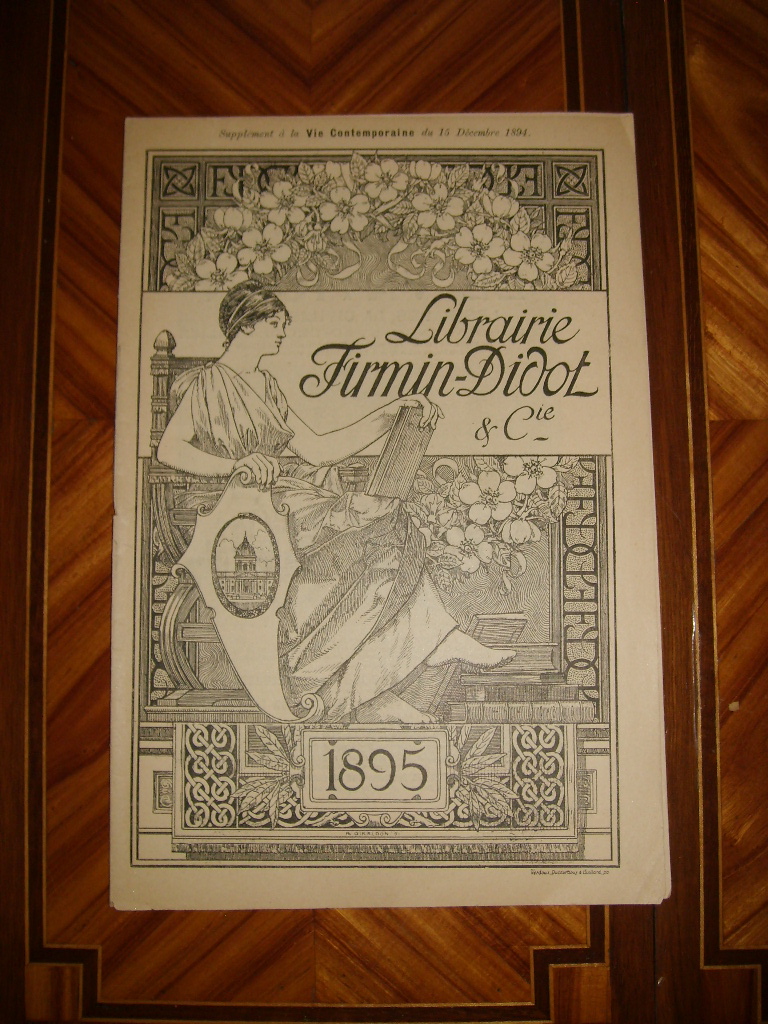 Supplément à la Vie Contemporaine du 15 Décembre 1894.
Librairie
Firmin-Didot
& Cie
1895